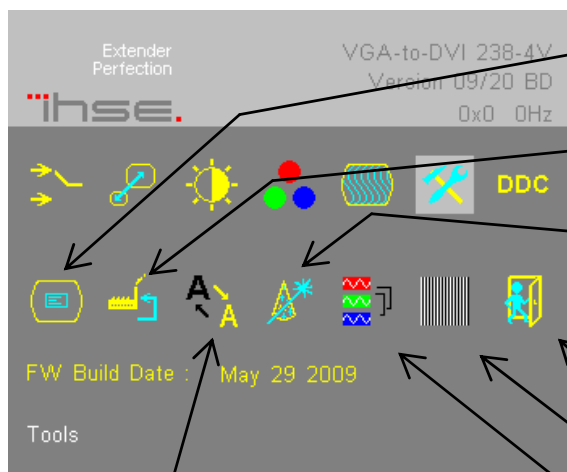 Extender
Perfection
ihse.
VGA-to-DVI 238-4V
Version 09/20 BD
0x0 0Hz
DDC
A
A
FW Build Date : May 29 2009
Tools